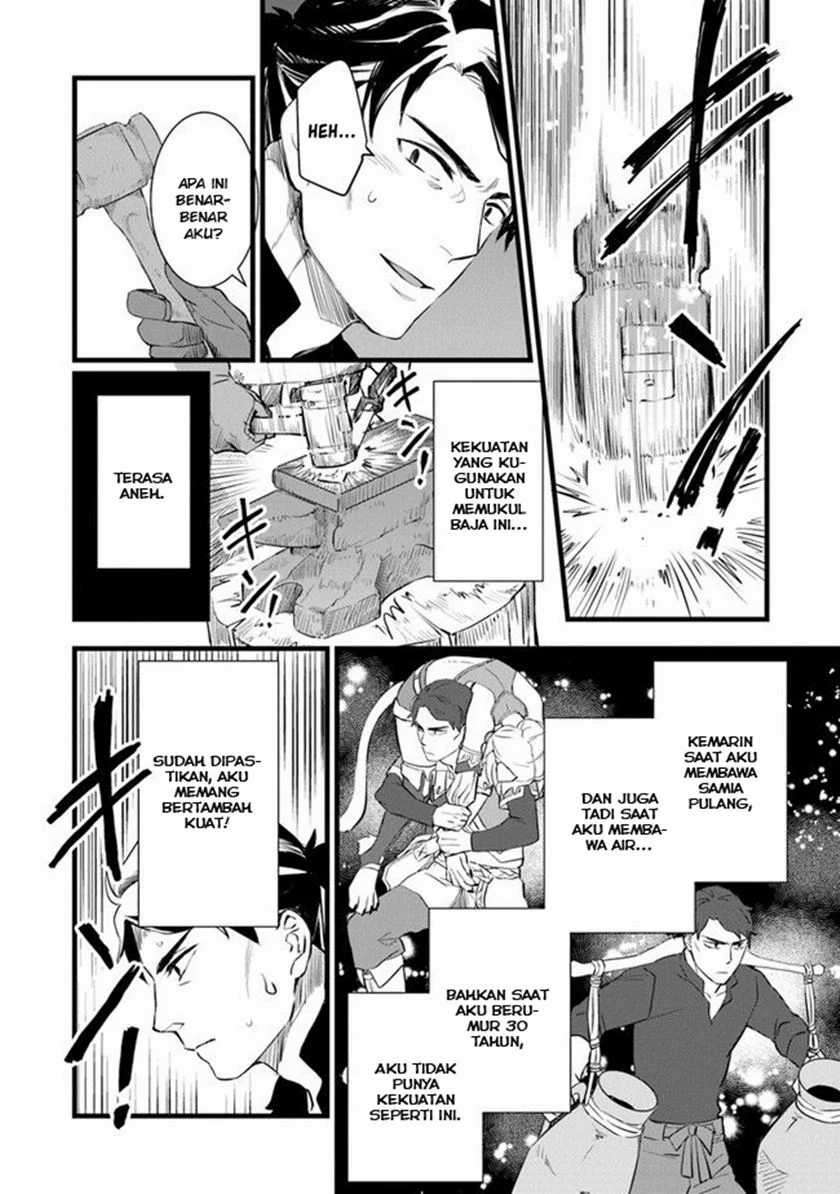 HEH...
APA INI
BENAR-
BENAR
AKU?
KEKUATAN
YANG KU-
GUNAKAN
UNTUK
MEMUKUL
BAJA INI...
TERASA
ANEH.
KEMARIN
SAAT AKU
MEMBAWA
SAMIA
PULANG,
DAN JUGA
TADI SAAT
AKU MEMBA-
WA AIR...
BAHKAN SAAT
AKU BERU-
MUR 30
TAHUN,
AKU TIDAK
PUNYA
KEKUATAN
SEPERTI INI.
SUDAH DIPAS-
TIKAN, AKU
MEMANG
BERTAMBAH
KUAT!